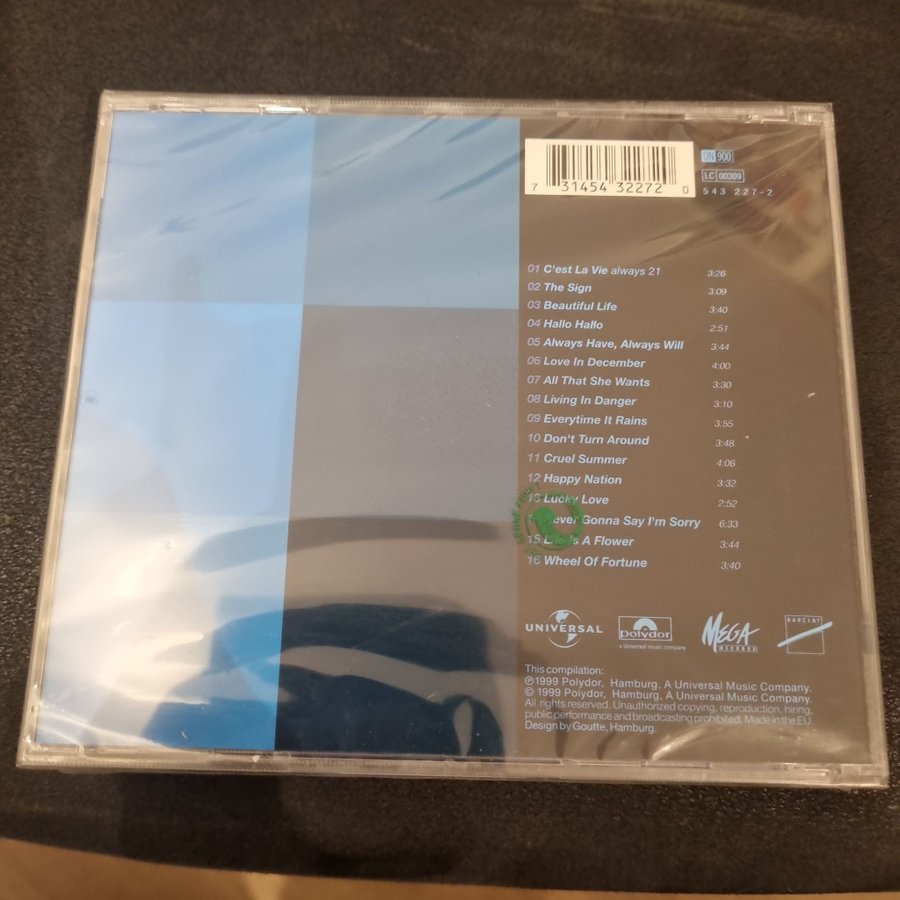 7 31454 32272 0
UN 900
LC 00309
543 227-2
01 C'est La Vie always 21 3:26
02 The Sign 3:09
03 Beautiful Life 3:40
04 Hallo Hallo 2:51
05 Always Have, Always Will 3:44
06 Love In December 4:00
07 All That She Wants 3:30
08 Living In Danger 3:10
09 Everytime It Rains 3:55
10 Don't Turn Around 3:48
11 Cruel Summer 4:06
12 Happy Nation 3:32
13 Lucky Love 2:52
Never Gonna Say I'm Sorry 6:33
15 Life Is A Flower 3:44
16 Wheel Of Fortune 3:40
UNIVERSAL
Polydor
a Universal music company
MEGA
RECORDS
BARCLAY
This compilation:
℗1999 Polydor, Hamburg. A Universal Music Company.
© 1999 Polydor, Hamburg, A Universal Music Company.
All rights reserved. Unauthorized copying, reproduction, hiring,
public performance and broadcasting prohibited. Made in the EU
Design by Goutte, Hamburg.